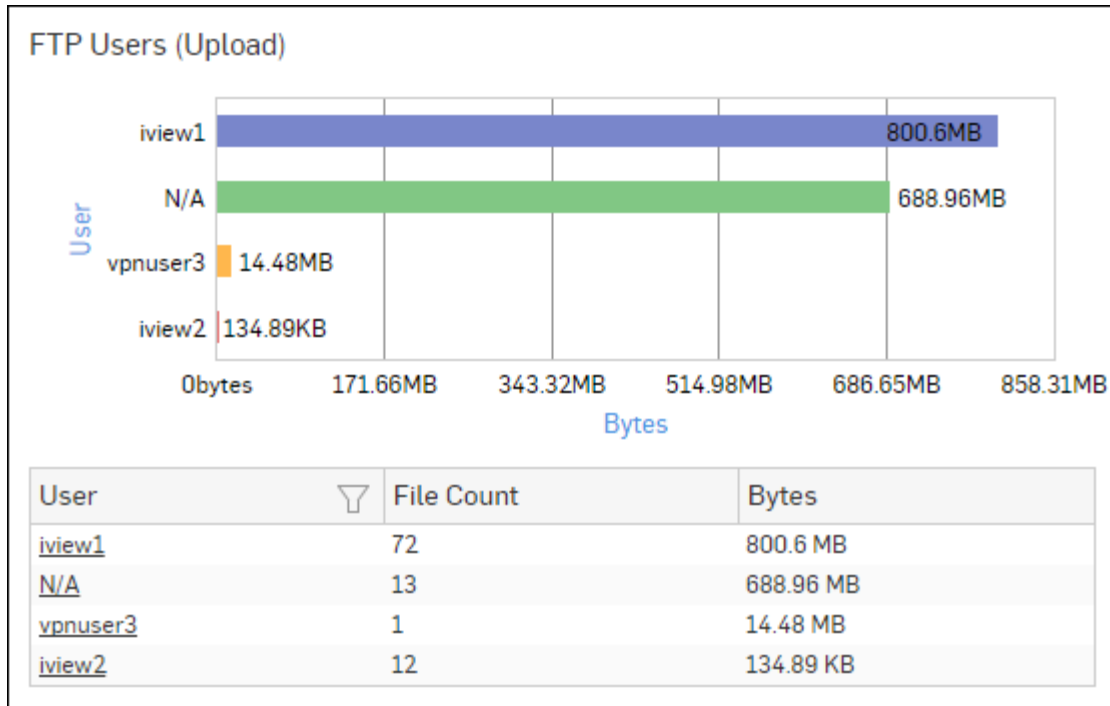 FTP Users (Upload)
iview1 800.6MB
N/A 688.96MB
User
vpnuser3 14.48MB
iview2 134.89KB
0bytes 171.66MB 343.32MB 514.98MB 686.65MB 858.31MB
Bytes
User File Count Bytes
iview1 72 800.6 MB
N/A 13 688.96 MB
vpnuser3 1 14.48 MB
iview2 12 134.89 KB